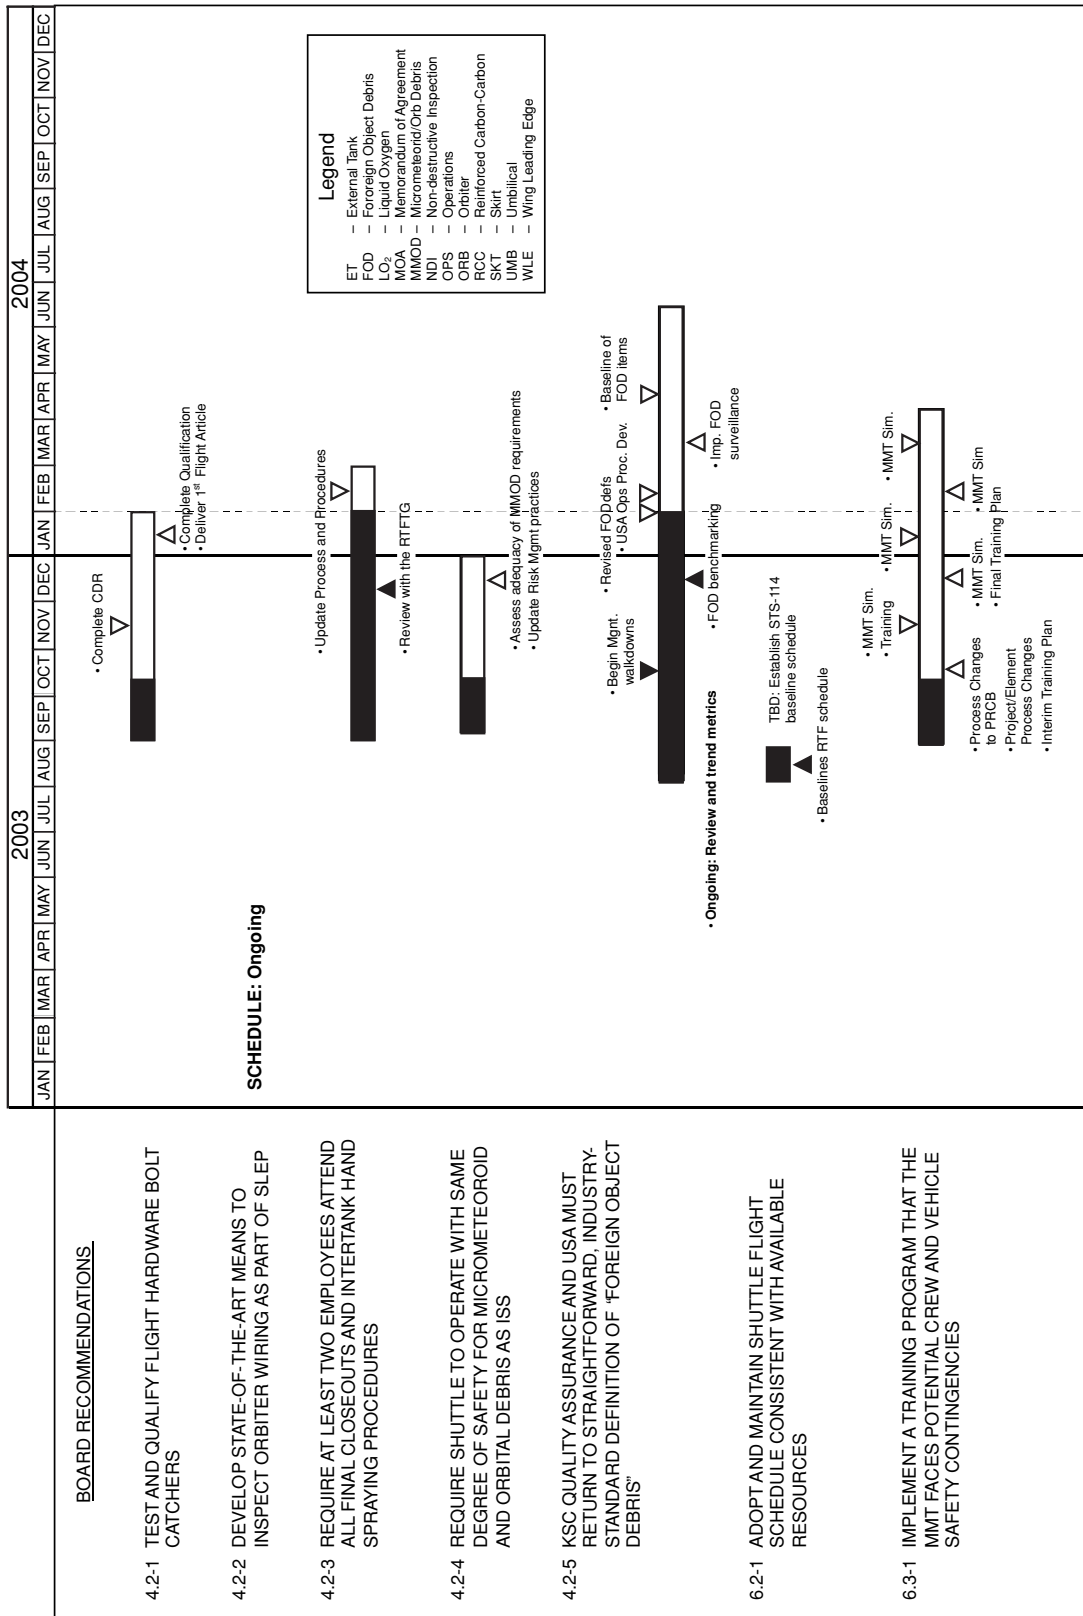 2003
2004
JAN FEB MAR APR MAY JUN JUL AUG SEP OCT NOV DEC JAN FEB MAR APR MAY JUN JUL AUG SEP OCT NOV DEC
BOARD RECOMMENDATIONS
4.2-1 TEST AND QUALIFY FLIGHT HARDWARE BOLT
CATCHERS
• Complete CDR
• Complete Qualification
• Deliver 1st Flight Article
4.2-2 DEVELOP STATE-OF-THE-ART MEANS TO
INSPECT ORBITER WIRING AS PART OF SLEP
SCHEDULE: Ongoing
4.2-3 REQUIRE AT LEAST TWO EMPLOYEES ATTEND
ALL FINAL CLOSEOUTS AND INTERTANK HAND
SPRAYING PROCEDURES
• Update Process and Procedures
• Review with the RTFTG
Legend
ET – External Tank
FOD – Fororeign Object Debris
LO2 – Liquid Oxygen
MOA – Memorandum of Agreement
MMOD – Micrometeorid/Orb Debris
NDI – Non-destructive Inspection
OPS – Operations
ORB – Orbiter
RCC – Reinforced Carbon-Carbon
SKT – Skirt
UMB – Umbilical
WLE – Wing Leading Edge
4.2-4 REQUIRE SHUTTLE TO OPERATE WITH SAME
DEGREE OF SAFETY FOR MICROMETEOROID
AND ORBITAL DEBRIS AS ISS
• Assess adequacy of MMOD requirements
• Update Risk Mgmt practices
4.2-5 KSC QUALITY ASSURANCE AND USA MUST
RETURN TO STRAIGHTFORWARD, INDUSTRY-
STANDARD DEFINITION OF “FOREIGN OBJECT
DEBRIS”
• Begin Mgnt.
walkdowns
• Revised FOD defs
• USA Ops Proc. Dev.
• Baseline of
FOD items
• FOD benchmarking
• Imp. FOD
surveillance
• Ongoing: Review and trend metrics
6.2-1 ADOPT AND MAINTAIN SHUTTLE FLIGHT
SCHEDULE CONSISTENT WITH AVAILABLE
RESOURCES
TBD: Establish STS-114
baseline schedule
• Baselines RTF schedule
6.3-1 IMPLEMENT A TRAINING PROGRAM THAT THE
MMT FACES POTENTIAL CREW AND VEHICLE
SAFETY CONTINGENCIES
• MMT Sim.
• Training
• MMT Sim.
• MMT Sim.
• Process Changes
to PRCB
• Project/Element
Process Changes
• Interim Training Plan
• MMT Sim.
• Final Training Plan
• MMT Sim